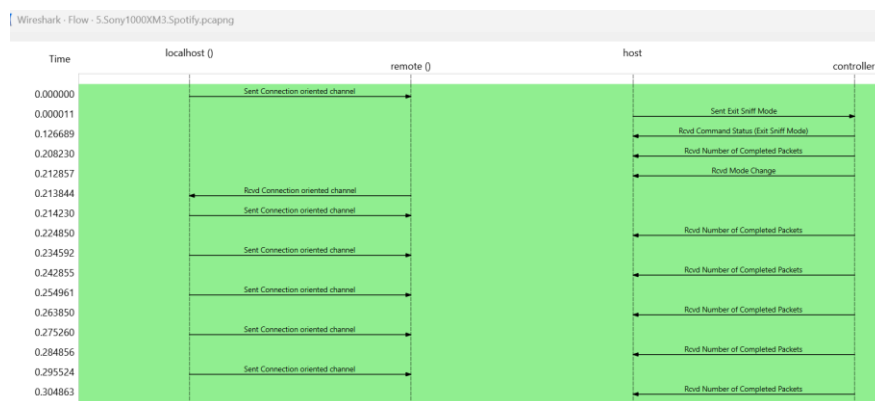 Wireshark · Flow · 5.Sony1000XM3.Spotify.pcapng
Time localhost () remote () host controller
0.000000 Sent Connection oriented channel
0.000011 Sent Exit Sniff Mode
0.126689 Rcvd Command Status (Exit Sniff Mode)
0.208230 Rcvd Number of Completed Packets
0.212857 Rcvd Mode Change
0.213844 Rcvd Connection oriented channel
0.214230 Sent Connection oriented channel
0.224850 Rcvd Number of Completed Packets
0.234592 Sent Connection oriented channel
0.242855 Rcvd Number of Completed Packets
0.254961 Sent Connection oriented channel
0.263850 Rcvd Number of Completed Packets
0.275260 Sent Connection oriented channel
0.284856 Rcvd Number of Completed Packets
0.295524 Sent Connection oriented channel
0.304863 Rcvd Number of Completed Packets